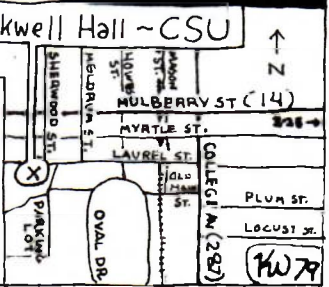 kwell Hall ~ CSU
N
SHERWOOD ST.
MELDRUM ST.
HOWES ST.
MASON ST.
MULBERRY ST (14)
MYRTLE ST.
LAUREL ST.
OLD MAIN
ST.
COLLEGE
(287)
X
PARKING LOT
OVAL DR.
PLUM ST.
LOCUST ST.
KW 79